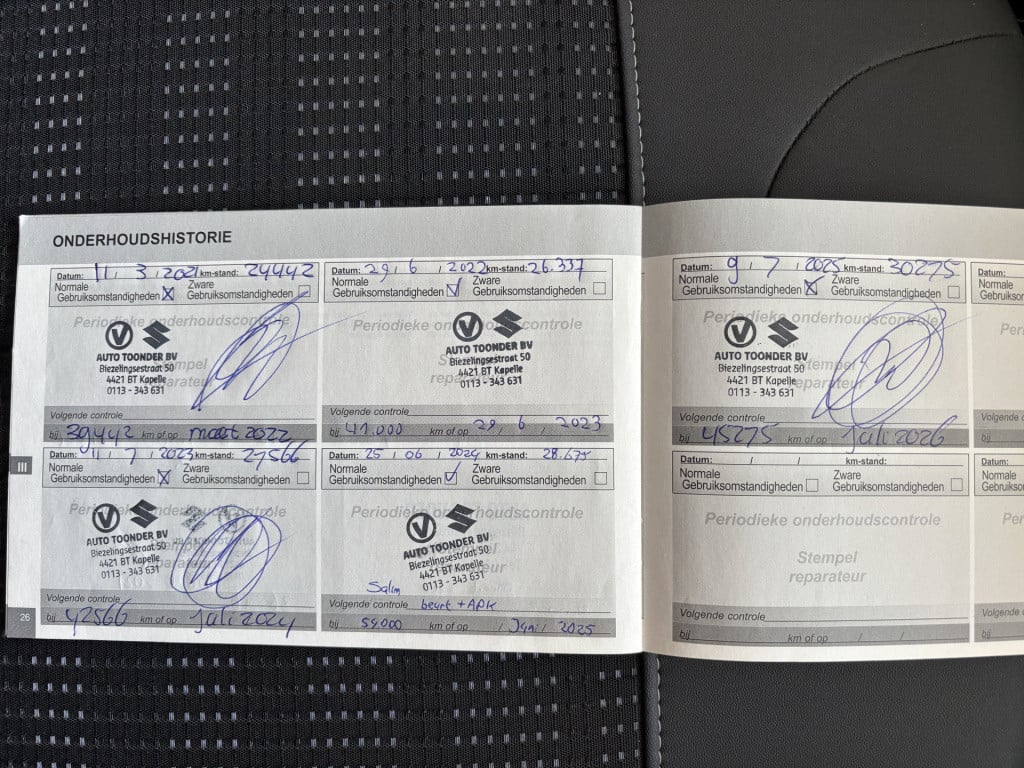 ONDERHOUDSHISTORIE
Datum: 11 / 3 / 2021 km-stand: 24442
Normale
Gebruiksomstandigheden
Zware
Gebruiksomstandigheden
Periodieke onderhoudscontrole
Stempel
AUTO TOONDER BV
Biezelingsestraat 50
4421 BT Kapelle
0113 - 343 631
Volgende controle
bij 39442 km of op maart 2022
Datum: 29 / 6 / 2022 km-stand: 26.337
Normale
Gebruiksomstandigheden
Zware
Gebruiksomstandigheden
Periodieke onderhoudscontrole
AUTO TOONDER BV
Biezelingsestraat 50
4421 BT Kapelle
0113 - 343 631
Volgende controle
bij 41.000 km of op 29 / 6 / 2023
Datum: 11 / 7 / 2023 km-stand: 27566
Normale
Gebruiksomstandigheden
Zware
Gebruiksomstandigheden
Periodieke onderhoudscontrole
AUTO TOONDER BV
Biezelingsestraat 50
4421 BT Kapelle
0113 - 343 631
Volgende controle
bij 42566 km of op juli 2024
Datum: 25 / 06 / 2024 km-stand: 28.675
Normale
Gebruiksomstandigheden
Zware
Gebruiksomstandigheden
Periodieke onderhoudscontrole
AUTO TOONDER BV
Biezelingsestraat 50
4421 BT Kapelle
0113 - 343 631
Salim
Volgende controle beurt + APK
bij 54.000 km of op / Juni / 2025
III
26
Datum: 9 / 7 / 2025 km-stand: 30275
Normale
Gebruiksomstandigheden
Zware
Gebruiksomstandigheden
Periodieke onderhoudscontrole
Stempel
reparateur
AUTO TOONDER BV
Biezelingsestraat 50
4421 BT Kapelle
0113 - 343 631
Volgende controle
bij 45275 km of op juli 2026
Datum: / / km-stand:
Normale
Gebruiksomstandigheden
Zware
Gebruiksomstandigheden
Periodieke onderhoudscontrole
Stempel
reparateur
Volgende controle
bij km of op / /
Datum:
Normale
Volgende
bij
Datum:
Normale
Volgende
bij